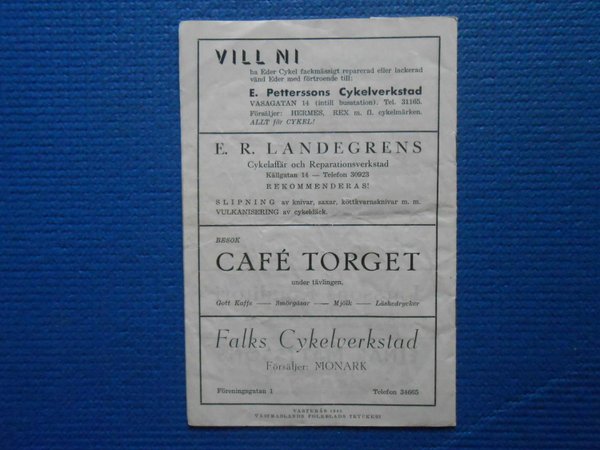 VILL NI
ha Eder Cykel fackmässigt reparerad eller lackerad
vänd Eder med förtroende till:
E. Petterssons Cykelverkstad
VASAGATAN 14 (intill busstation). Tel. 31165.
Försäljer: HERMES, REX m. fl. cykelmärken.
ALLT för CYKEL!
E. R. LANDEGRENS
Cykelaffär och Reparationsverkstad
Källgatan 14 — Telefon 30923
REKOMMENDERAS!
SLIPNING av knivar, saxar, köttkvarnsknivar m. m.
VULKANISERING av cykeldäck.
BESÖK
CAFÉ TORGET
under tävlingen.
Gott Kaffe — Smörgåsar — Mjölk — Läskedrycker
Falks Cykelverkstad
Försäljer: MONARK
Föreningsgatan 1 Telefon 34665
VÄSTERÅS
VESTMANLANDS FOLKBLADS TRYCKERI